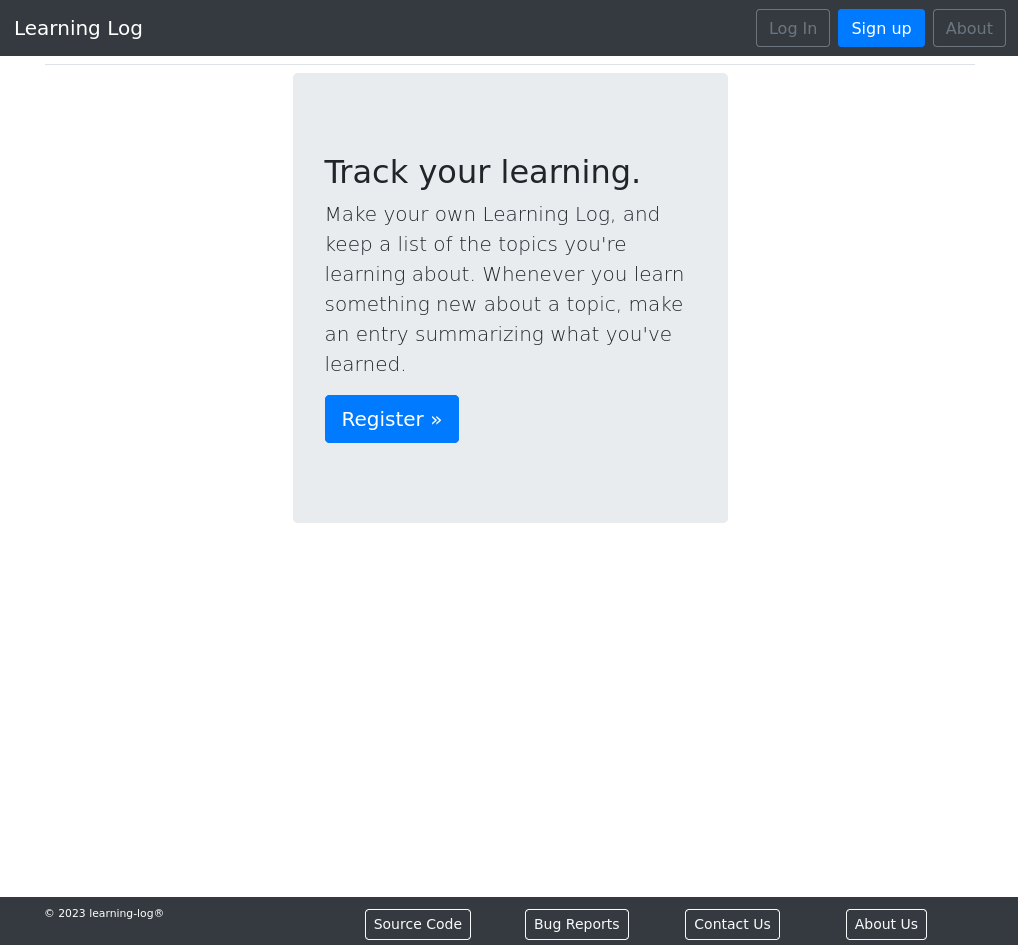 Learning Log
Log In
Sign up
About
Track your learning.
Make your own Learning Log, and
keep a list of the topics you're
learning about. Whenever you learn
something new about a topic, make
an entry summarizing what you've
learned.
Register »
© 2023 learning-log®
Source Code
Bug Reports
Contact Us
About Us